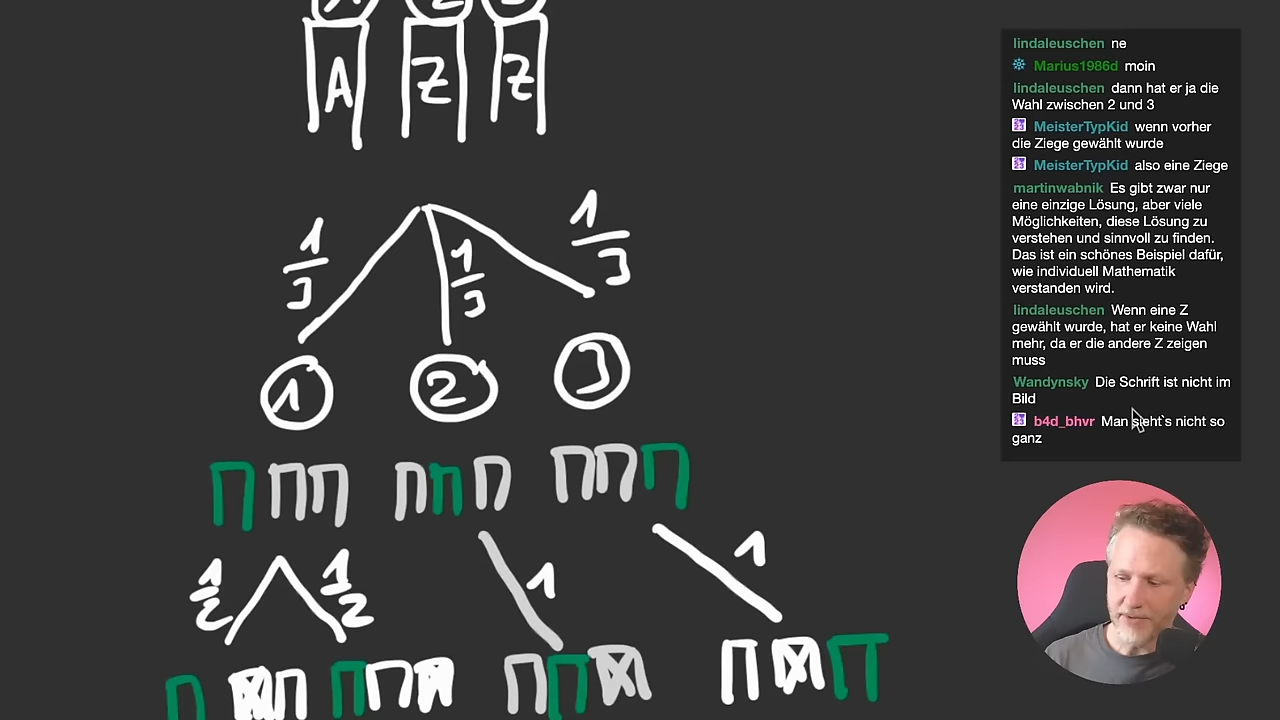 A Z Z
1/3 1/3 1/3
1 2 3
1/2 1/2 1 1
lindaleuschen ne
Marius1986d moin
lindaleuschen dann hat er ja die
Wahl zwischen 2 und 3
MeisterTypKid wenn vorher
die Ziege gewählt wurde
MeisterTypKid also eine Ziege
martinwabnik Es gibt zwar nur
eine einzige Lösung, aber viele
Möglichkeiten, diese Lösung zu
verstehen und sinnvoll zu finden.
Das ist ein schönes Beispiel dafür,
wie individuell Mathematik
verstanden wird.
lindaleuschen Wenn eine Z
gewählt wurde, hat er keine Wahl
mehr, da er die andere Z zeigen
muss
Wandynsky Die Schrift ist nicht im
Bild
b4d_bhvr Man sieht`s nicht so
ganz